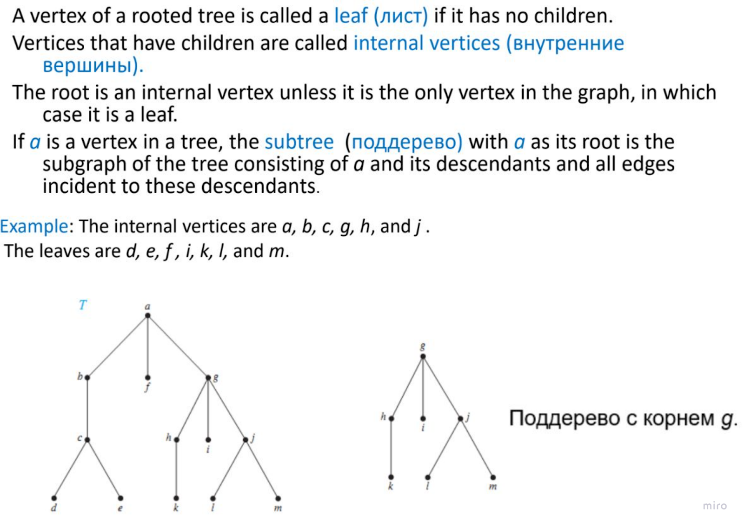 A vertex of a rooted tree is called a leaf (лист) if it has no children.
Vertices that have children are called internal vertices (внутренние
вершины).
The root is an internal vertex unless it is the only vertex in the graph, in which
case it is a leaf.
If a is a vertex in a tree, the subtree (поддерево) with a as its root is the
subgraph of the tree consisting of a and its descendants and all edges
incident to these descendants.
Example: The internal vertices are a, b, c, g, h, and j .
The leaves are d, e, f , i, k, l, and m.
T
a
b
f
g
c
h
i
j
d
e
k
l
m
g
h
i
j
k
l
m
Поддерево с корнем g.
miro